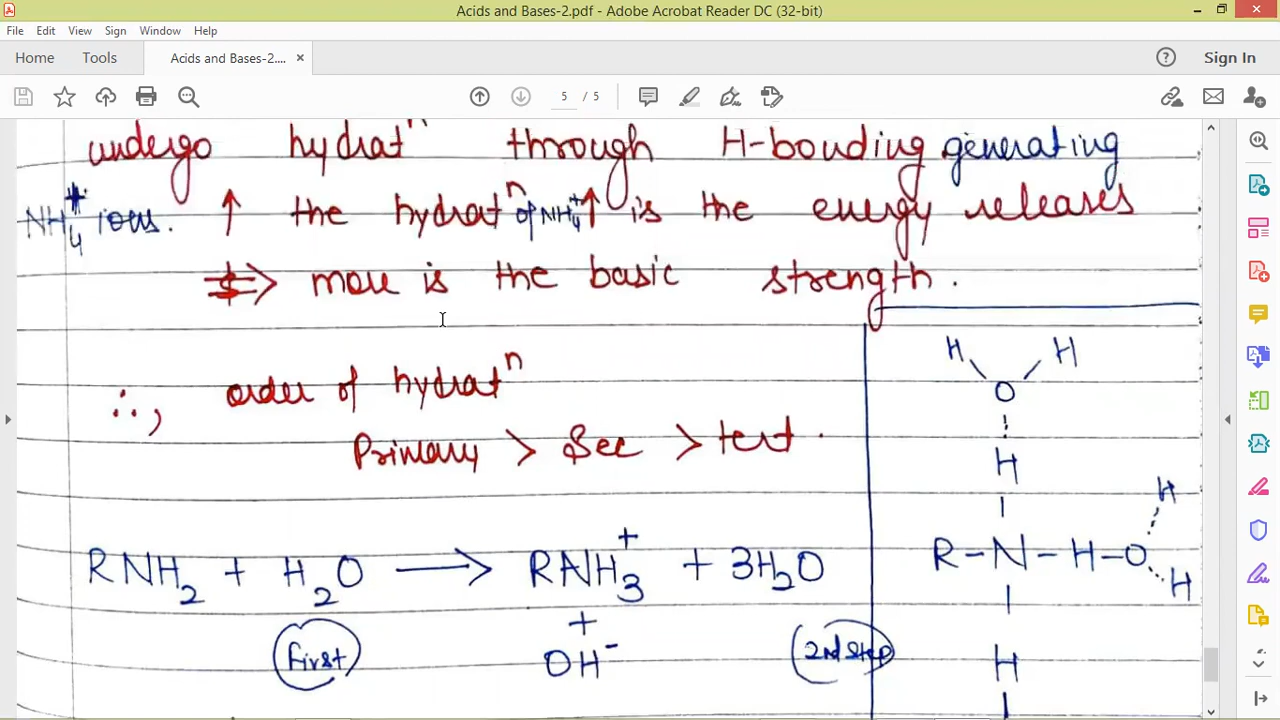 Acids and Bases-2.pdf - Adobe Acrobat Reader DC (32-bit)
File Edit View Sign Window Help
Home Tools Acids and Bases-2.... × Sign In
5 / 5
undergo hydratⁿ through H-bonding generating
NH₄⁺ ions. ↑ the hydratⁿ of NH₄⁺ ↑ is the energy releases
=> more is the basic strength.
∴, order of hydratⁿ
Primary > Sec > tert.
RNH₂ + H₂O ⟶ RNH₃⁺ + 3H₂O
+
First OH⁻ 2nd step
H H
O
H
H
R-N-H-O
H
H